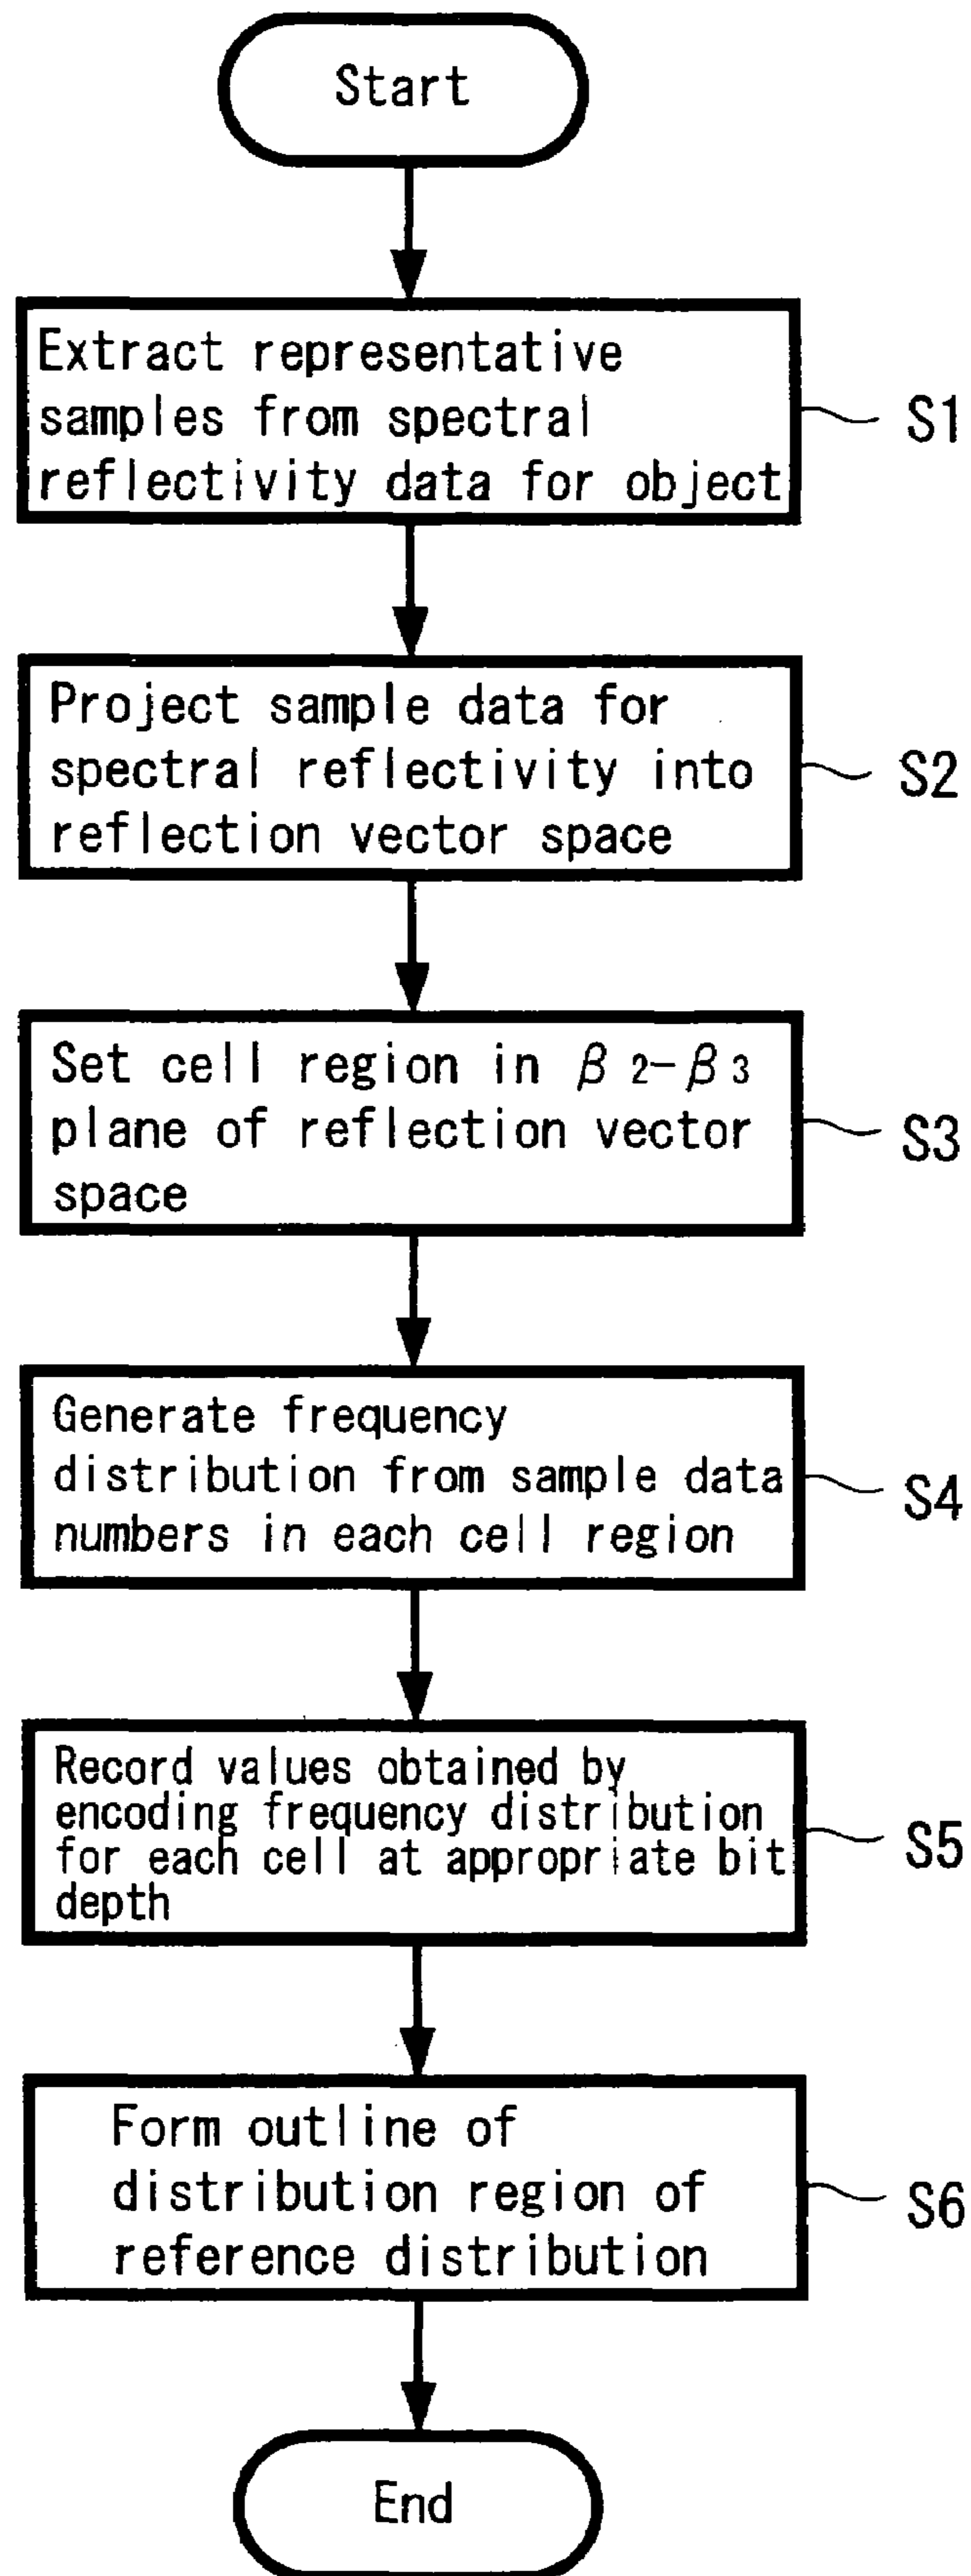 Start
Extract representative
samples from spectral
reflectivity data for object
S1
Project sample data for
spectral reflectivity into
reflection vector space
S2
Set cell region in β2-β3
plane of reflection vector
space
S3
Generate frequency
distribution from sample data
numbers in each cell region
S4
Record values obtained by
encoding frequency distribution
for each cell at appropriate bit
depth
S5
Form outline of
distribution region of
reference distribution
S6
End